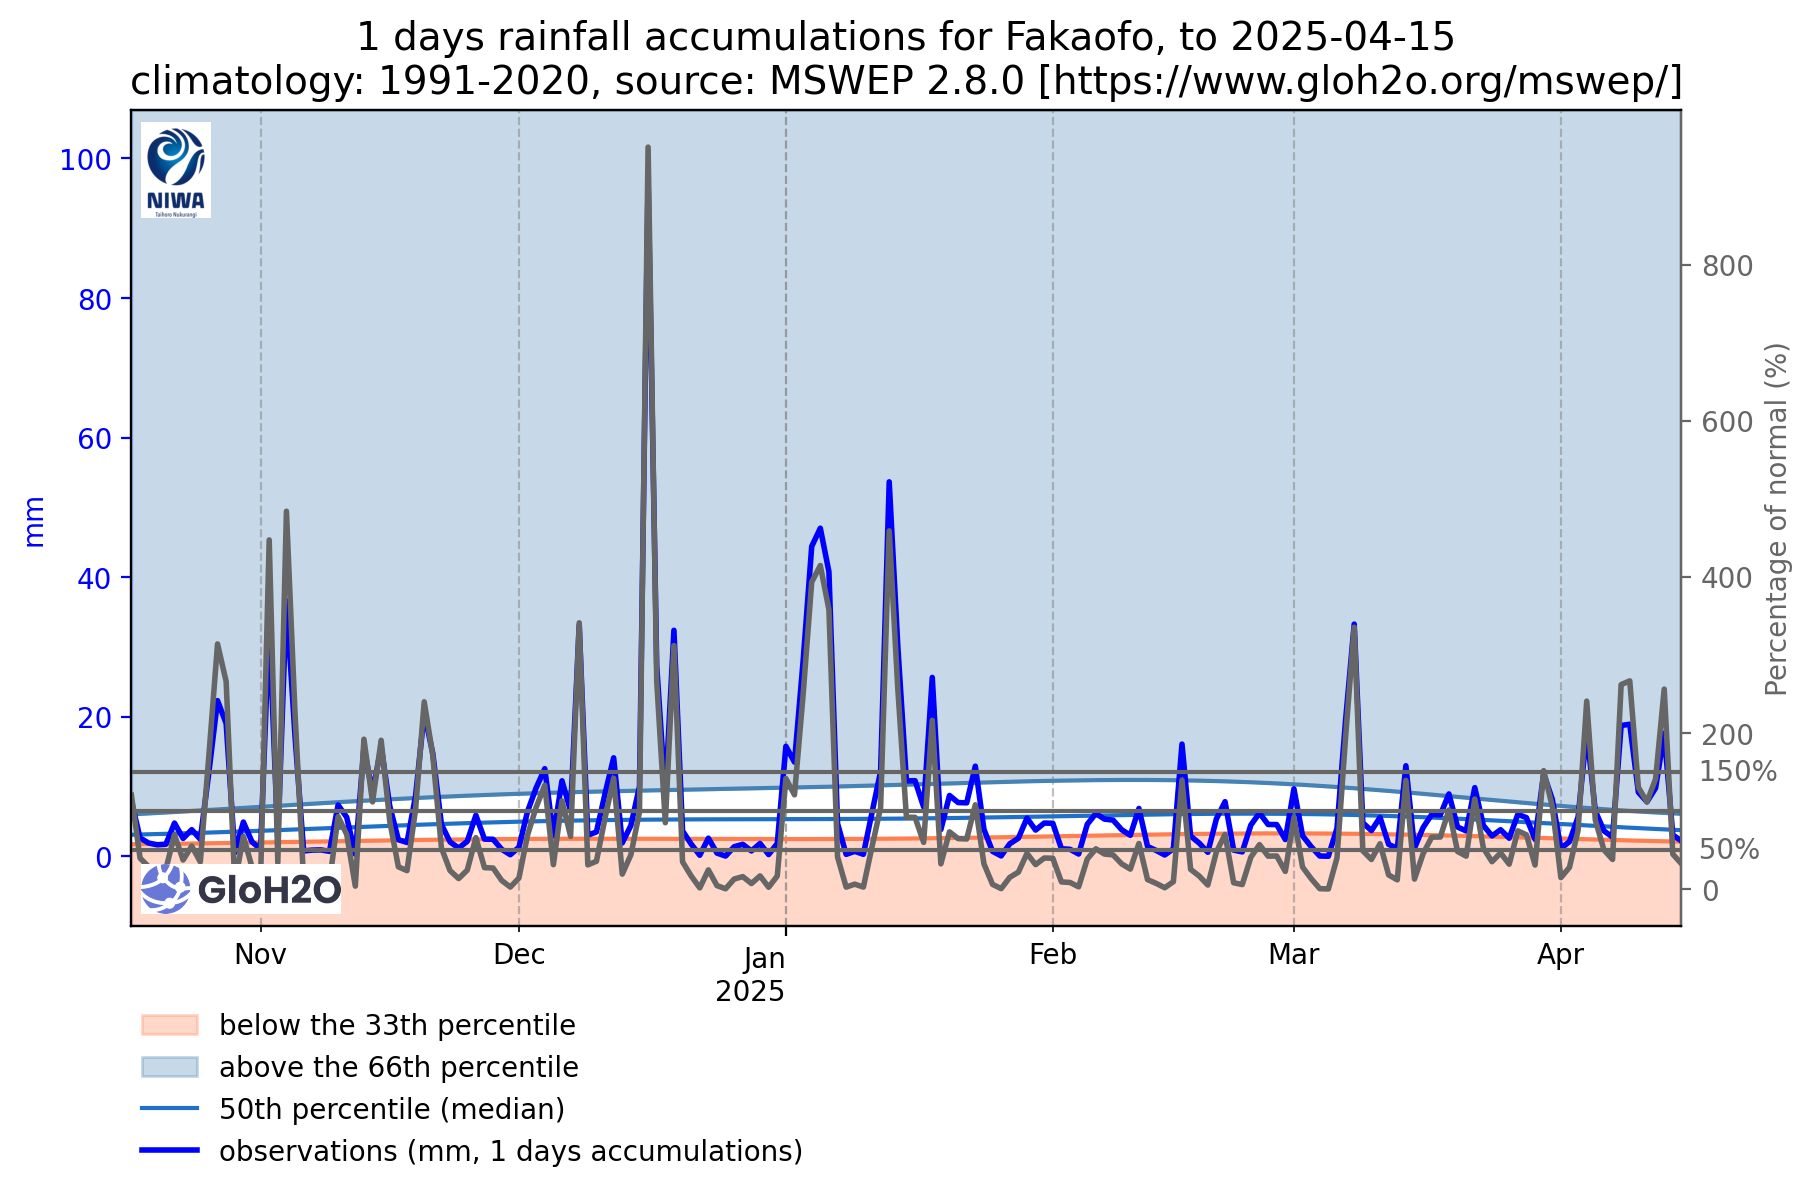 1 days rainfall accumulations for Fakaofo, to 2025-04-15
climatology: 1991-2020, source: MSWEP 2.8.0 [https://www.gloh2o.org/mswep/]
NIWA
Taihoro Nukurangi
100
80
60
40
20
0
mm
800
600
400
200
150%
50%
0
Percentage of normal (%)
GloH2O
Nov
Dec
Jan
2025
Feb
Mar
Apr
below the 33th percentile
above the 66th percentile
50th percentile (median)
observations (mm, 1 days accumulations)